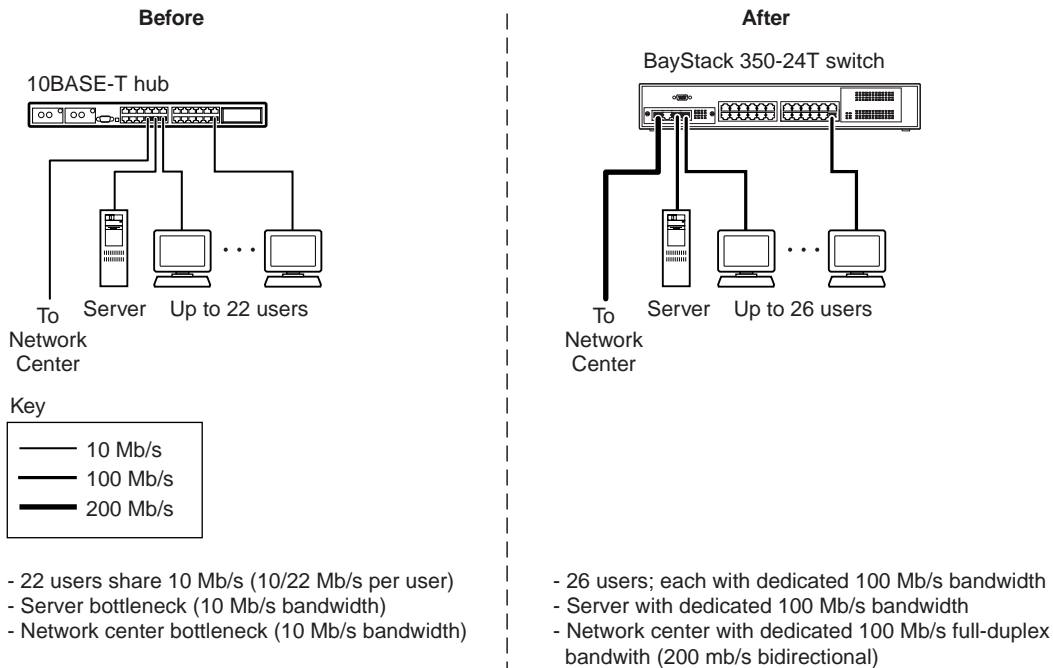 Before
10BASE-T hub
To
Network
Center
Server
Up to 22 users
Key
10 Mb/s
100 Mb/s
200 Mb/s
- 22 users share 10 Mb/s (10/22 Mb/s per user)
- Server bottleneck (10 Mb/s bandwidth)
- Network center bottleneck (10 Mb/s bandwidth)
After
BayStack 350-24T switch
To
Network
Center
Server
Up to 26 users
- 26 users; each with dedicated 100 Mb/s bandwidth
- Server with dedicated 100 Mb/s bandwidth
- Network center with dedicated 100 Mb/s full-duplex
bandwith (200 mb/s bidirectional)